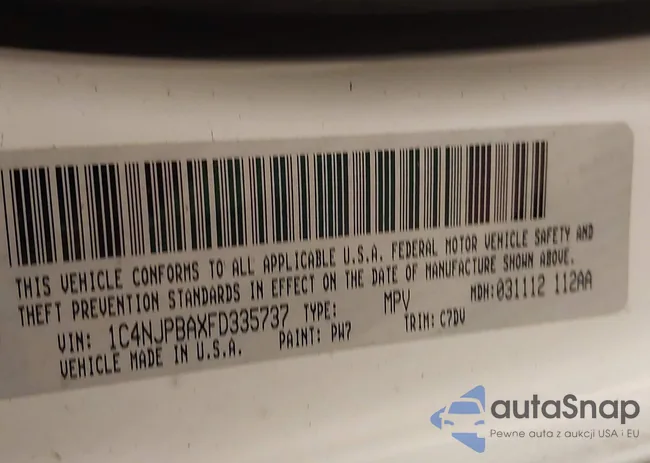 THIS VEHICLE CONFORMS TO ALL APPLICABLE U.S.A. FEDERAL MOTOR VEHICLE SAFETY AND
THEFT PREVENTION STANDARDS IN EFFECT ON THE DATE OF MANUFACTURE SHOWN ABOVE.
VIN: 1C4NJPBAXFD335737 TYPE: MPV MDH:031112 112AA
VEHICLE MADE IN U.S.A. PAINT: PW7 TRIM: C7DV
autaSnap
Pewne auta z aukcji USA i EU